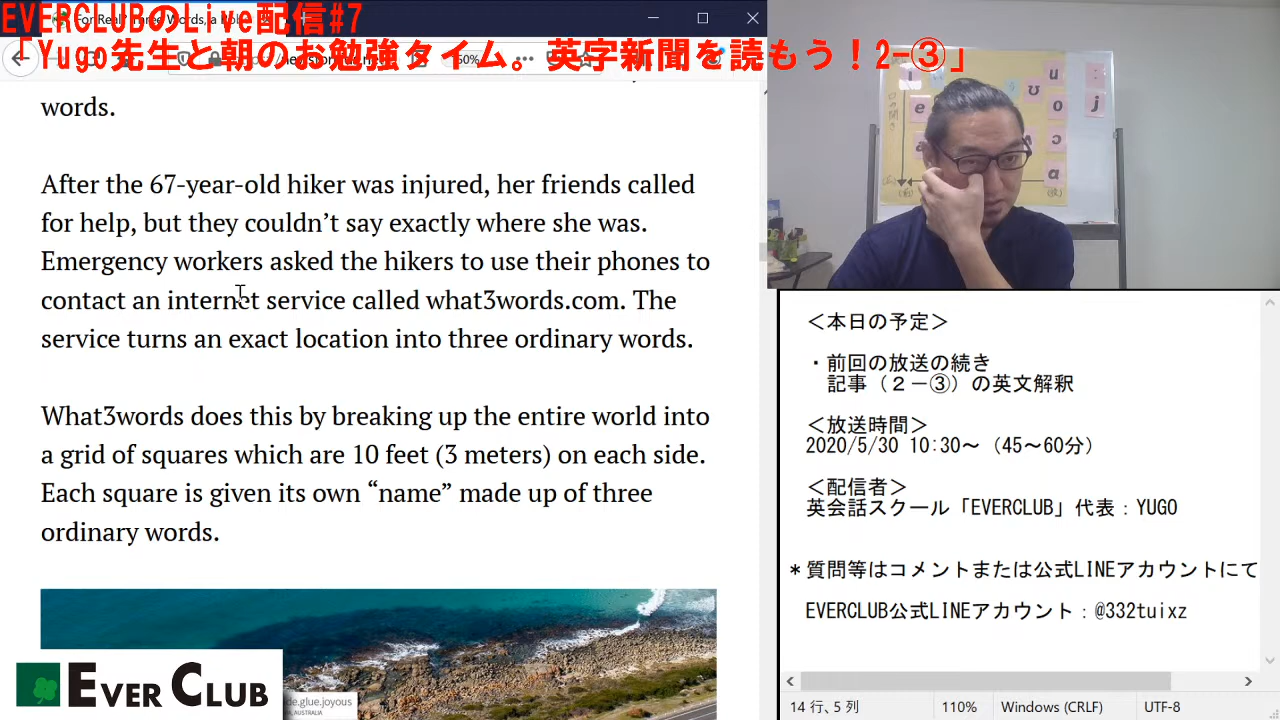 EVERCLUBのLive配信#7
「Yugo先生と朝のお勉強タイム。英字新聞を読もう！2-③」
words.
After the 67-year-old hiker was injured, her friends called
for help, but they couldn’t say exactly where she was.
Emergency workers asked the hikers to use their phones to
contact an internet service called what3words.com. The
service turns an exact location into three ordinary words.
What3words does this by breaking up the entire world into
a grid of squares which are 10 feet (3 meters) on each side.
Each square is given its own “name” made up of three
ordinary words.
de.glue.joyous
AUSTRALIA
EVER CLUB
i
u
e
ʊ
o
j
ɔ
a
＜本日の予定＞
・前回の放送の続き
記事（２－③）の英文解釈
＜放送時間＞
2020/5/30 10:30～（45～60分）
＜配信者＞
英会話スクール「EVERCLUB」代表：YUGO
＊質問等はコメントまたは公式LINEアカウントにて
EVERCLUB公式LINEアカウント：@332tuixz
14 行、5 列
110%
Windows (CRLF)
UTF-8